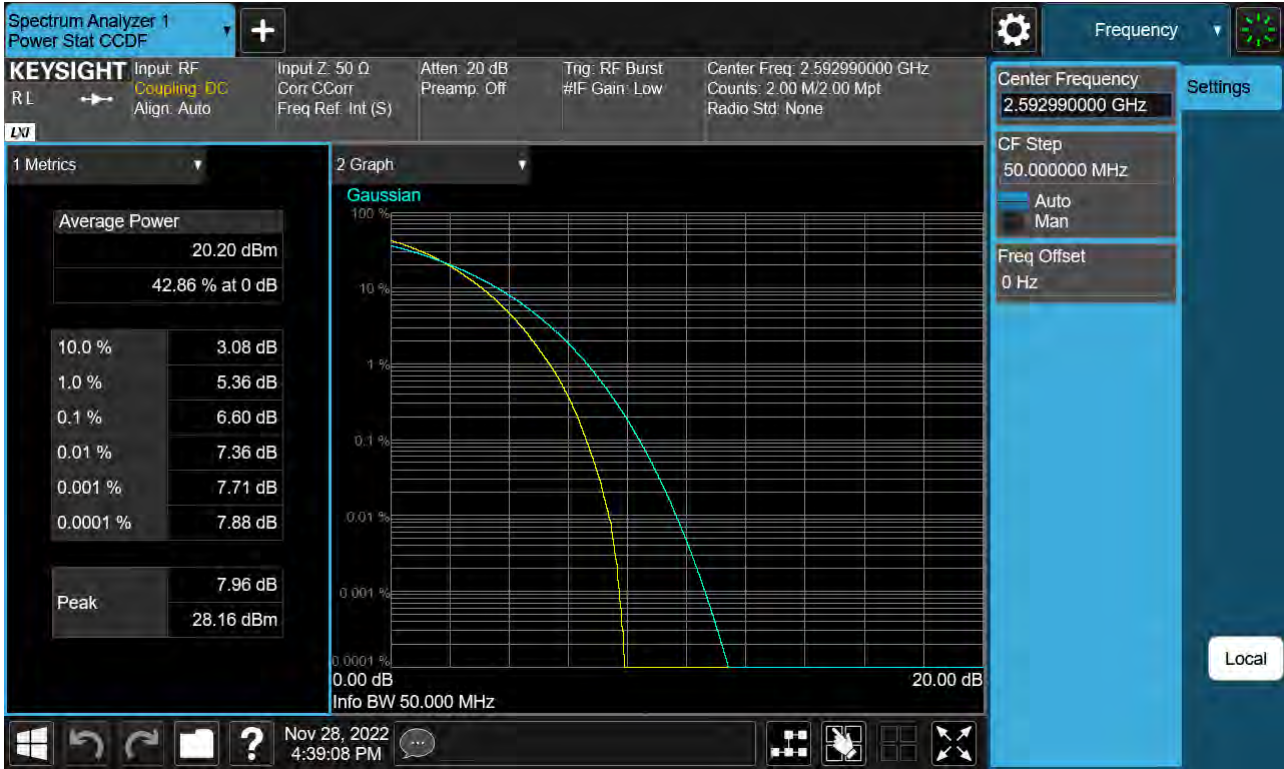 Spectrum Analyzer 1
Power Stat CCDF
+
Frequency
KEYSIGHT
RL
LXI
Input: RF
Coupling: DC
Align: Auto
Input Z: 50 Ω
Corr CCorr
Freq Ref: Int (S)
Atten: 20 dB
Preamp: Off
Trig: RF Burst
#IF Gain: Low
Center Freq: 2.592990000 GHz
Counts: 2.00 M/2.00 Mpt
Radio Std: None
Center Frequency
2.592990000 GHz
Settings
CF Step
50.000000 MHz
Auto
Man
Freq Offset
0 Hz
1 Metrics
Average Power
20.20 dBm
42.86 % at 0 dB
10.0 % 3.08 dB
1.0 % 5.36 dB
0.1 % 6.60 dB
0.01 % 7.36 dB
0.001 % 7.71 dB
0.0001 % 7.88 dB
Peak
7.96 dB
28.16 dBm
2 Graph
Gaussian
100 %
10 %
1 %
0.1 %
0.01 %
0.001 %
0.0001 %
0.00 dB 20.00 dB
Info BW 50.000 MHz
Local
?
Nov 28, 2022
4:39:08 PM